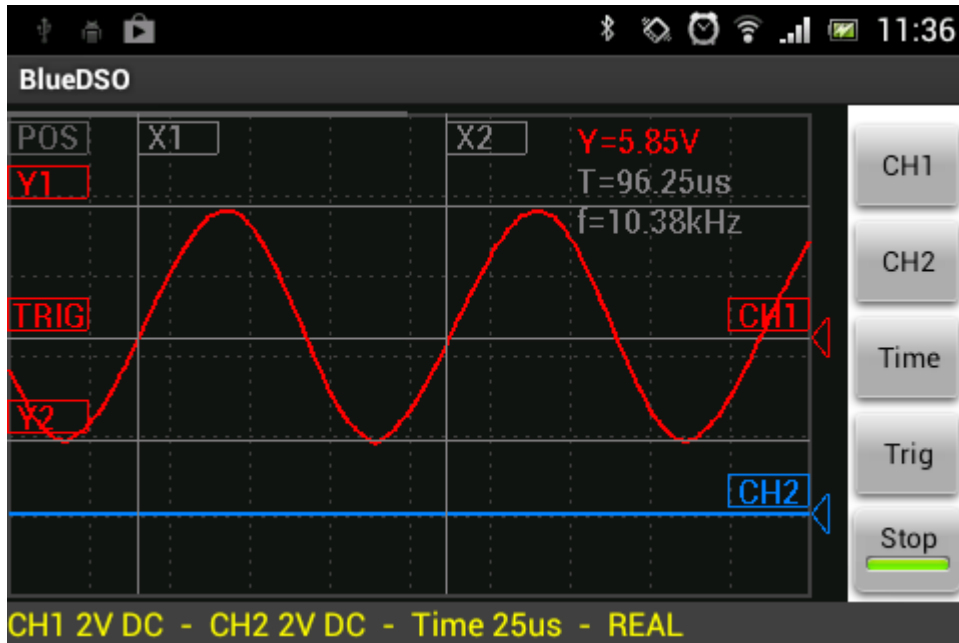 11:36
BlueDSO
POS X1 X2 Y=5.85V
Y1 T=96.25us
f=10.38kHz
TRIG CH1
Y2
CH2
CH1
CH2
Time
Trig
Stop
CH1 2V DC - CH2 2V DC - Time 25us - REAL